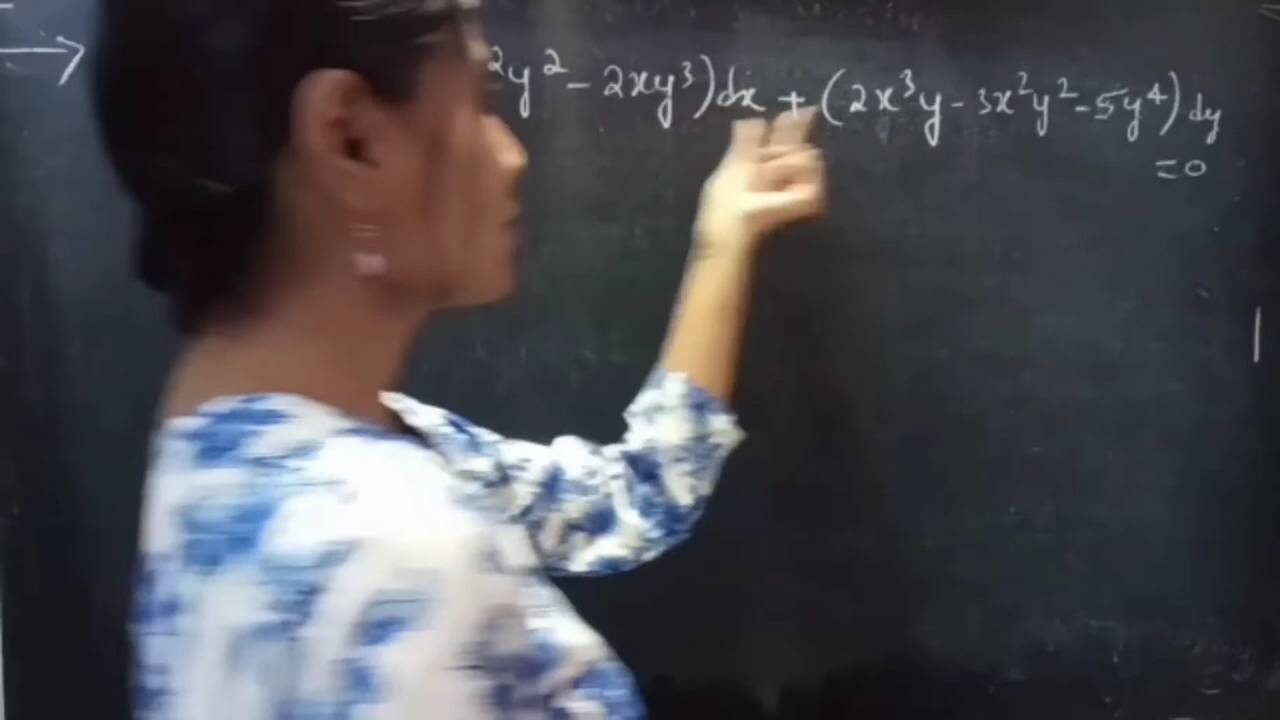 → ²y² - 2xy³)dx + (2x³y - 3x²y² - 5y⁴) dy
= 0